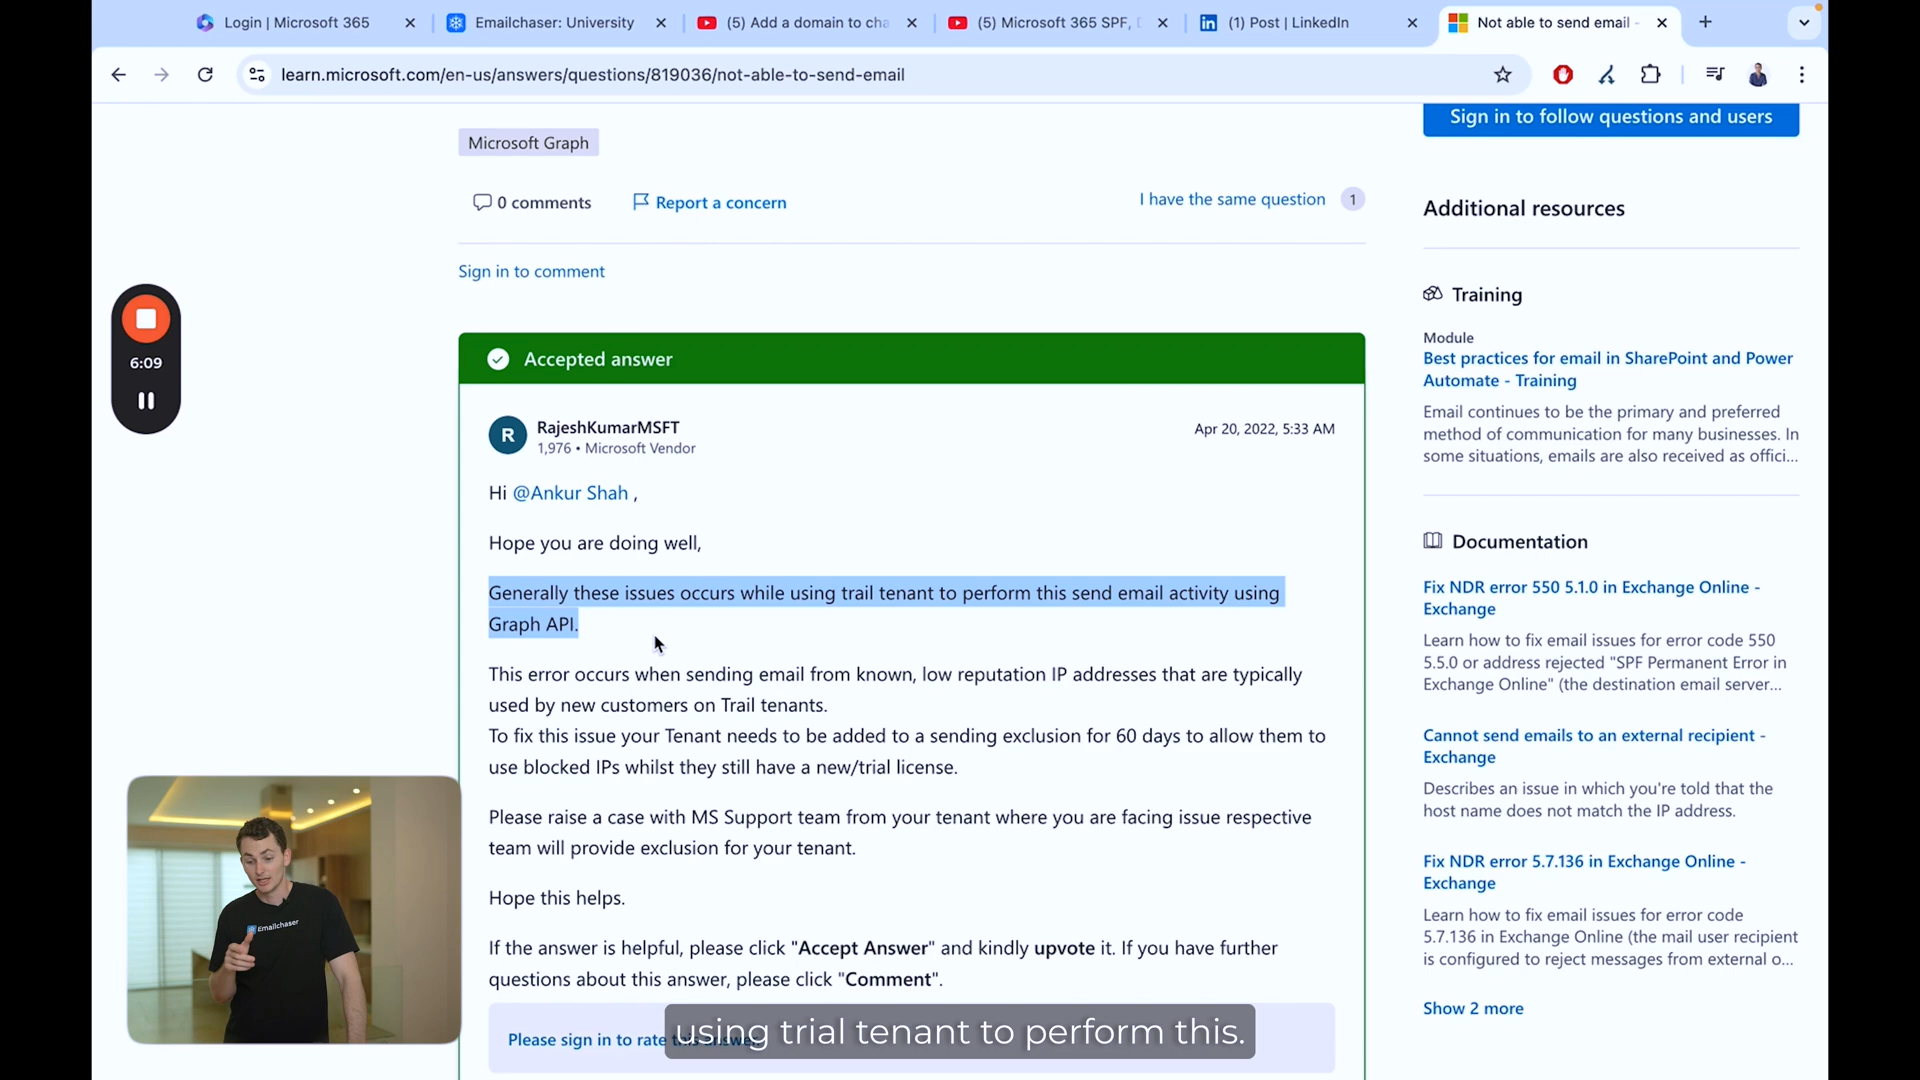 Login | Microsoft 365
Emailchaser: University
(5) Add a domain to cha
(5) Microsoft 365 SPF, D
(1) Post | LinkedIn
Not able to send email -
learn.microsoft.com/en-us/answers/questions/819036/not-able-to-send-email
Sign in to follow questions and users
Microsoft Graph
0 comments
Report a concern
I have the same question 1
Sign in to comment
Accepted answer
R
RajeshKumarMSFT
1,976 • Microsoft Vendor
Apr 20, 2022, 5:33 AM
Hi @Ankur Shah ,
Hope you are doing well,
Generally these issues occurs while using trail tenant to perform this send email activity using
Graph API.
This error occurs when sending email from known, low reputation IP addresses that are typically
used by new customers on Trail tenants.
To fix this issue your Tenant needs to be added to a sending exclusion for 60 days to allow them to
use blocked IPs whilst they still have a new/trial license.
Please raise a case with MS Support team from your tenant where you are facing issue respective
team will provide exclusion for your tenant.
Hope this helps.
If the answer is helpful, please click "Accept Answer" and kindly upvote it. If you have further
questions about this answer, please click "Comment".
Please sign in to rate this answer.
using trial tenant to perform this.
Additional resources
Training
Module
Best practices for email in SharePoint and Power
Automate - Training
Email continues to be the primary and preferred
method of communication for many businesses. In
some situations, emails are also received as offici...
Documentation
Fix NDR error 550 5.1.0 in Exchange Online -
Exchange
Learn how to fix email issues for error code 550
5.5.0 or address rejected "SPF Permanent Error in
Exchange Online" (the destination email server...
Cannot send emails to an external recipient -
Exchange
Describes an issue in which you're told that the
host name does not match the IP address.
Fix NDR error 5.7.136 in Exchange Online -
Exchange
Learn how to fix email issues for error code
5.7.136 in Exchange Online (the mail user recipient
is configured to reject messages from external o...
Show 2 more
6:09
Emailchaser